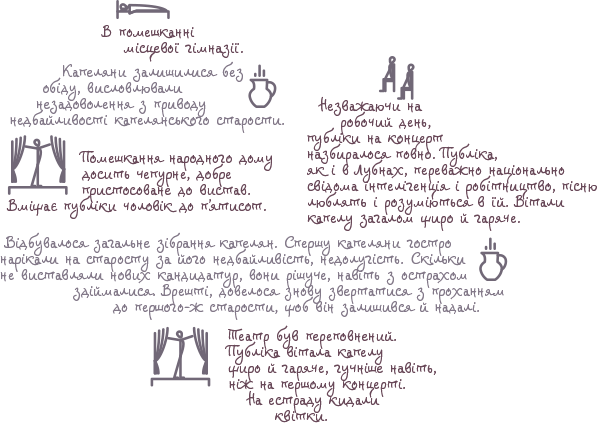 В помешканні
місцевої гімназії.
Капеляни залишилися без
обіду, висловлювали
незадоволення з приводу
недбайливості капелянського старости.
Помешкання народного дому
досить чепурне, добре
пристосоване до вистав.
Вміщає публіки чоловік до п'ятисот.
Незважаючи на
робочий день,
публіки на концерт
назбиралося повно. Публіка,
як і в Лубнах, переважно національно
свідома інтелігенція і робітництво, пісню
люблять і розуміються в їй. Вітали
капелу загалом щиро й гаряче.
Відбувалося загальне зібрання капелян. Спершу капеляни гостро
нарікали на старосту за його недбайливість, недолугість. Скільки
не виставляли нових кандидатур, вони рішуче, навіть з острахом
здіймалися. Врешті, довелося знову звертатися з проханням
до першого-ж старости, щоб він залишився й надалі.
Театр був переповнений.
Публіка вітала капелу
щиро й гаряче, гучніше навіть,
ніж на першому концерті.
На естраду кидали
квітки.